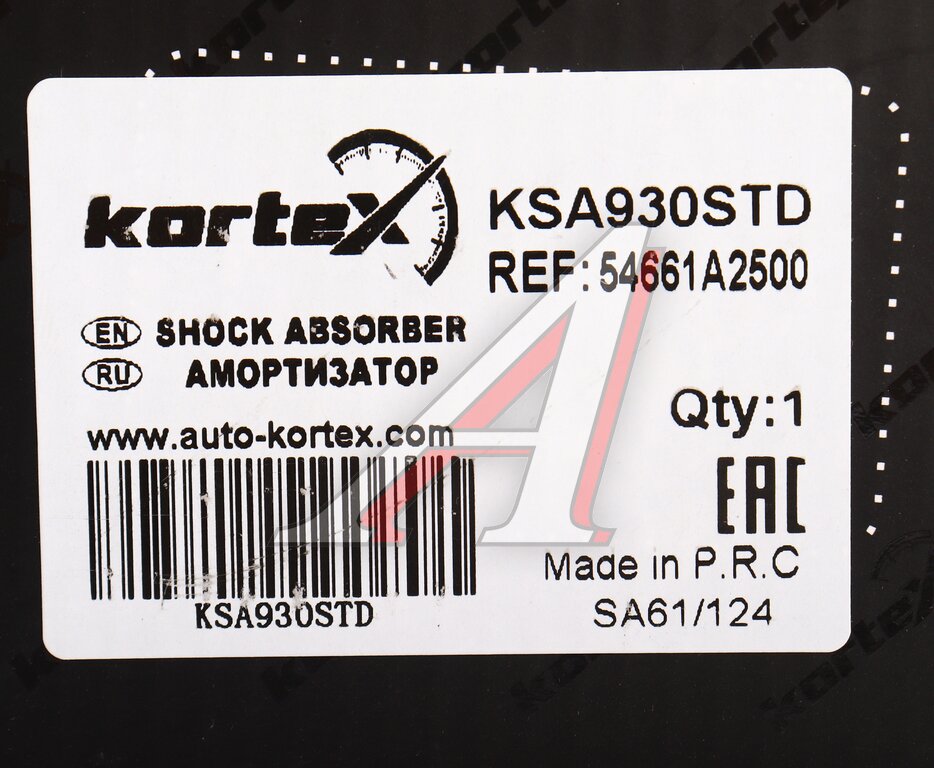 kortex
KSA930STD
REF: 54661A2500
EN SHOCK ABSORBER
RU АМОРТИЗАТОР
www.auto-kortex.com
Qty:1
EAC
KSA930STD
Made in P.R.C
SA61/124